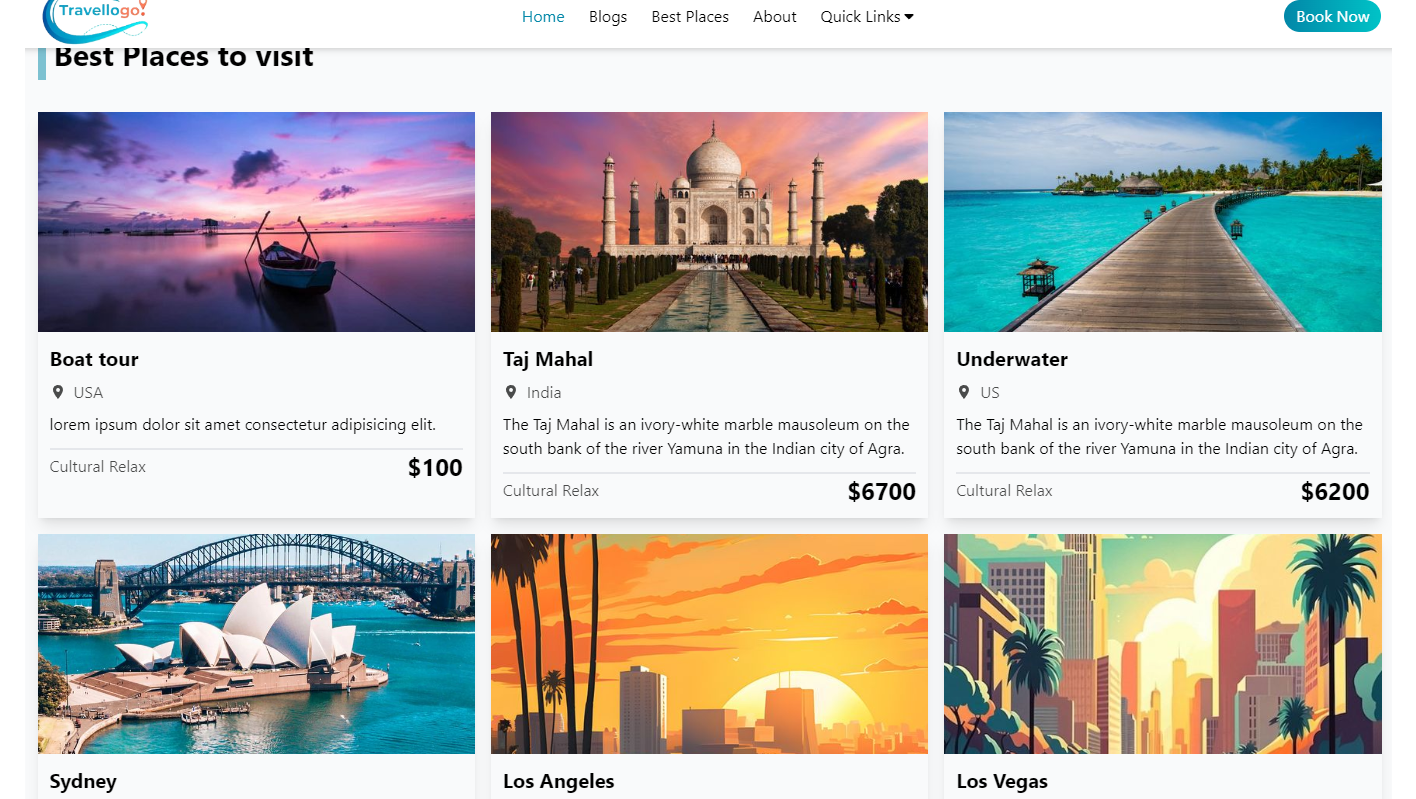 Travellogo!
Home Blogs Best Places About Quick Links Book Now
Best Places to visit
Boat tour
USA
lorem ipsum dolor sit amet consectetur adipisicing elit.
Cultural Relax $100
Taj Mahal
India
The Taj Mahal is an ivory-white marble mausoleum on the
south bank of the river Yamuna in the Indian city of Agra.
Cultural Relax $6700
Underwater
US
The Taj Mahal is an ivory-white marble mausoleum on the
south bank of the river Yamuna in the Indian city of Agra.
Cultural Relax $6200
Sydney
Los Angeles
Los Vegas